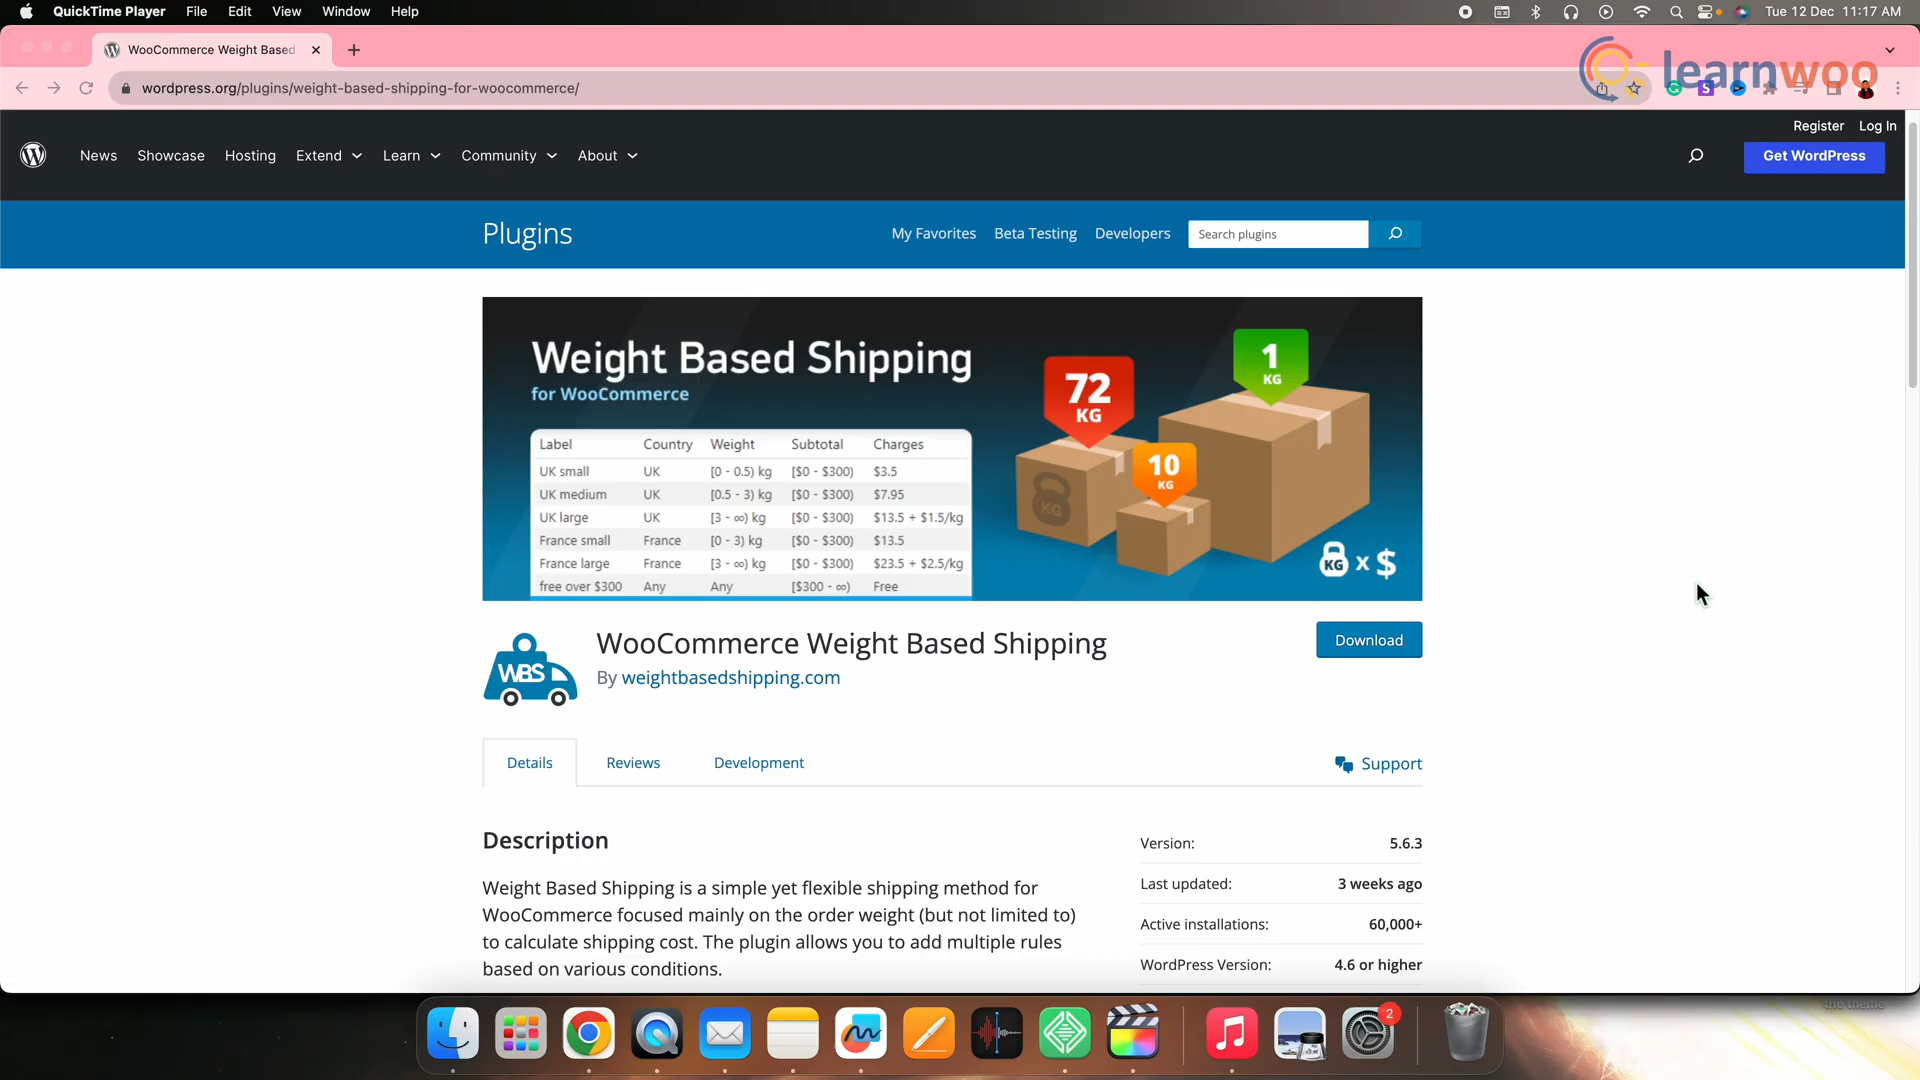 QuickTime Player File Edit View Window Help
Tue 12 Dec 11:17 AM
WooCommerce Weight Based
learnwoo
wordpress.org/plugins/weight-based-shipping-for-woocommerce/
Register Log In
News Showcase Hosting Extend Learn Community About
Get WordPress
Plugins
My Favorites Beta Testing Developers Search plugins
Weight Based Shipping
for WooCommerce
Label Country Weight Subtotal Charges
UK small UK [0 - 0.5) kg [$0 - $300) $3.5
UK medium UK [0.5 - 3) kg [$0 - $300) $7.95
UK large UK [3 - ∞) kg [$0 - $300) $13.5 + $1.5/kg
France small France [0 - 3) kg [$0 - $300) $13.5
France large France [3 - ∞) kg [$0 - $300) $23.5 + $2.5/kg
free over $300 Any Any [$300 - ∞) Free
72
KG
1
KG
10
KG
KG
KG x $
WBS
WooCommerce Weight Based Shipping
By weightbasedshipping.com
Download
Details Reviews Development
Support
Description
Weight Based Shipping is a simple yet flexible shipping method for
WooCommerce focused mainly on the order weight (but not limited to)
to calculate shipping cost. The plugin allows you to add multiple rules
based on various conditions.
Version: 5.6.3
Last updated: 3 weeks ago
Active installations: 60,000+
WordPress Version: 4.6 or higher
the theme
2